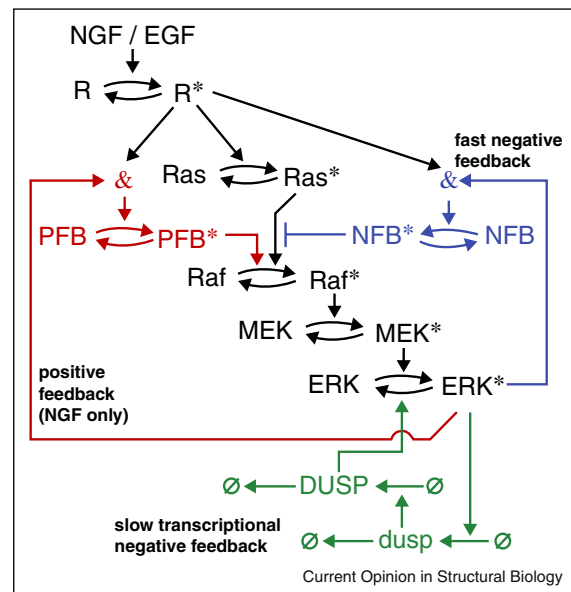 NGF / EGF
R R*
fast negative
feedback
& Ras Ras* &
PFB PFB* NFB* NFB
Raf Raf*
MEK MEK*
positive
feedback
(NGF only)
ERK ERK*
∅ DUSP ∅
slow transcriptional
negative feedback
∅ dusp ∅
Current Opinion in Structural Biology